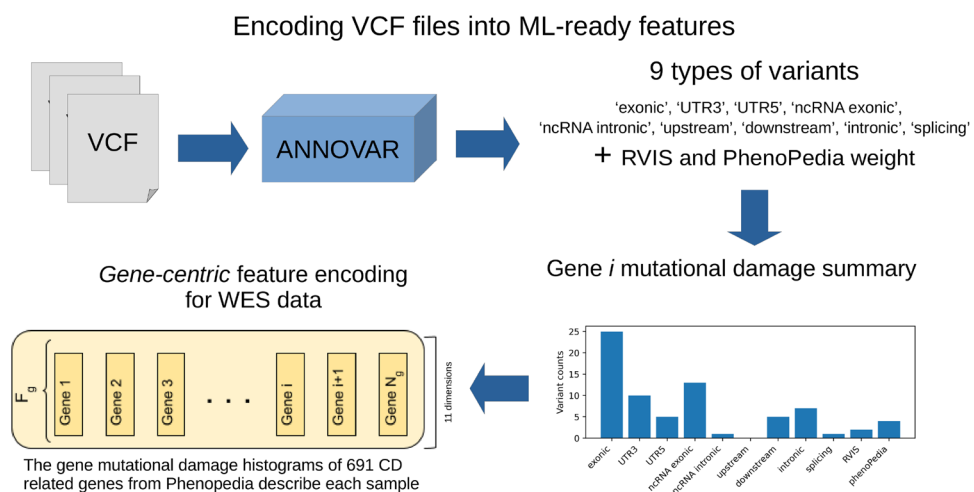 Encoding VCF files into ML-ready features
VCF
ANNOVAR
9 types of variants
‘exonic’, ‘UTR3’, ‘UTR5’, ‘ncRNA exonic’,
‘ncRNA intronic’, ‘upstream’, ‘downstream’, ‘intronic’, ‘splicing’
+ RVIS and PhenoPedia weight
Gene i mutational damage summary
Variant counts
25
20
15
10
5
0
exonic
UTR3
UTR5
ncRNA exonic
ncRNA intronic
upstream
downstream
intronic
splicing
RVIS
phenoPedia
Gene-centric feature encoding
for WES data
Fg
Gene 1
Gene 2
Gene 3
. . .
Gene i
Gene i+1
Gene Ng
11 dimensions
The gene mutational damage histograms of 691 CD
related genes from Phenopedia describe each sample